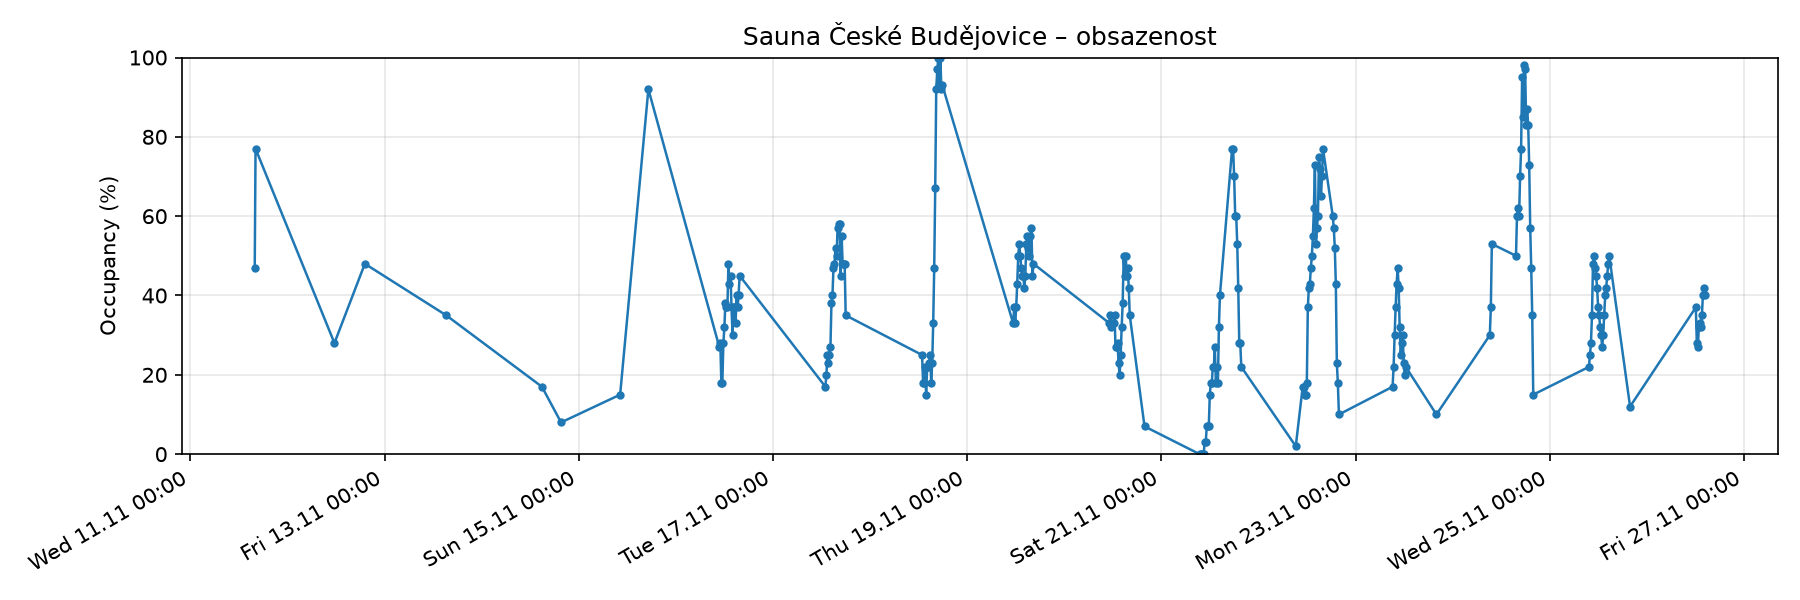 Sauna České Budějovice – obsazenost
Occupancy (%)
100
80
60
40
20
0
Wed 11.11 00:00
Fri 13.11 00:00
Sun 15.11 00:00
Tue 17.11 00:00
Thu 19.11 00:00
Sat 21.11 00:00
Mon 23.11 00:00
Wed 25.11 00:00
Fri 27.11 00:00